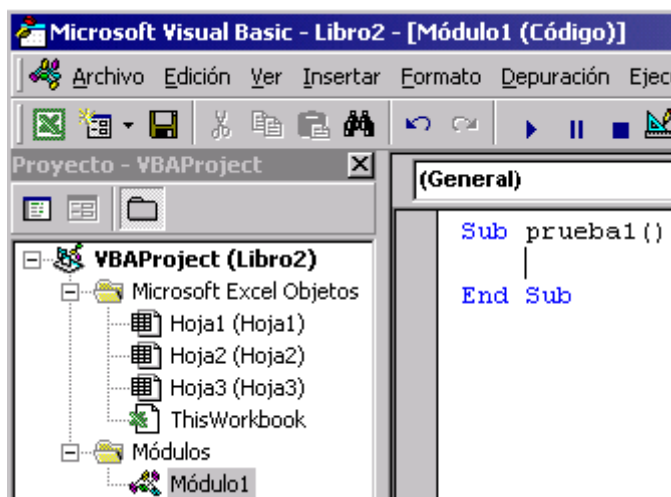 Microsoft Visual Basic - Libro2 - [Módulo1 (Código)]
Archivo Edición Ver Insertar Formato Depuración Ejec
Proyecto - VBAProject
VBAProject (Libro2)
Microsoft Excel Objetos
Hoja1 (Hoja1)
Hoja2 (Hoja2)
Hoja3 (Hoja3)
ThisWorkbook
Módulos
Módulo1
(General)
Sub prueba1()
End Sub